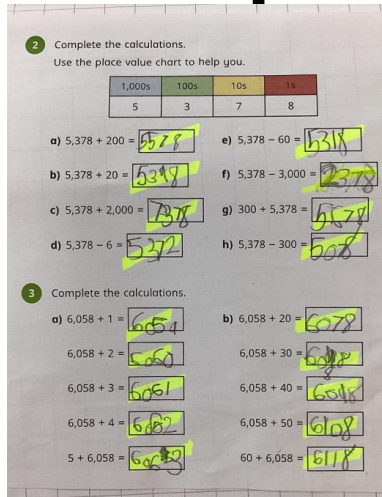 2 Complete the calculations.
Use the place value chart to help you.
1,000s 100s 10s 1s
5 3 7 8
a) 5,378 + 200 = 5578
e) 5,378 − 60 = 5318
b) 5,378 + 20 = 5398
f) 5,378 − 3,000 = 2378
c) 5,378 + 2,000 = 7378
g) 300 + 5,378 = 5678
d) 5,378 − 6 = 5372
h) 5,378 − 300 = 5078
3 Complete the calculations.
a) 6,058 + 1 = 6059
b) 6,058 + 20 = 6078
6,058 + 2 = 6060
6,058 + 30 =
6,058 + 3 = 6061
6,058 + 40 = 6098
6,058 + 4 = 6062
6,058 + 50 = 6108
5 + 6,058 =
60 + 6,058 = 6118